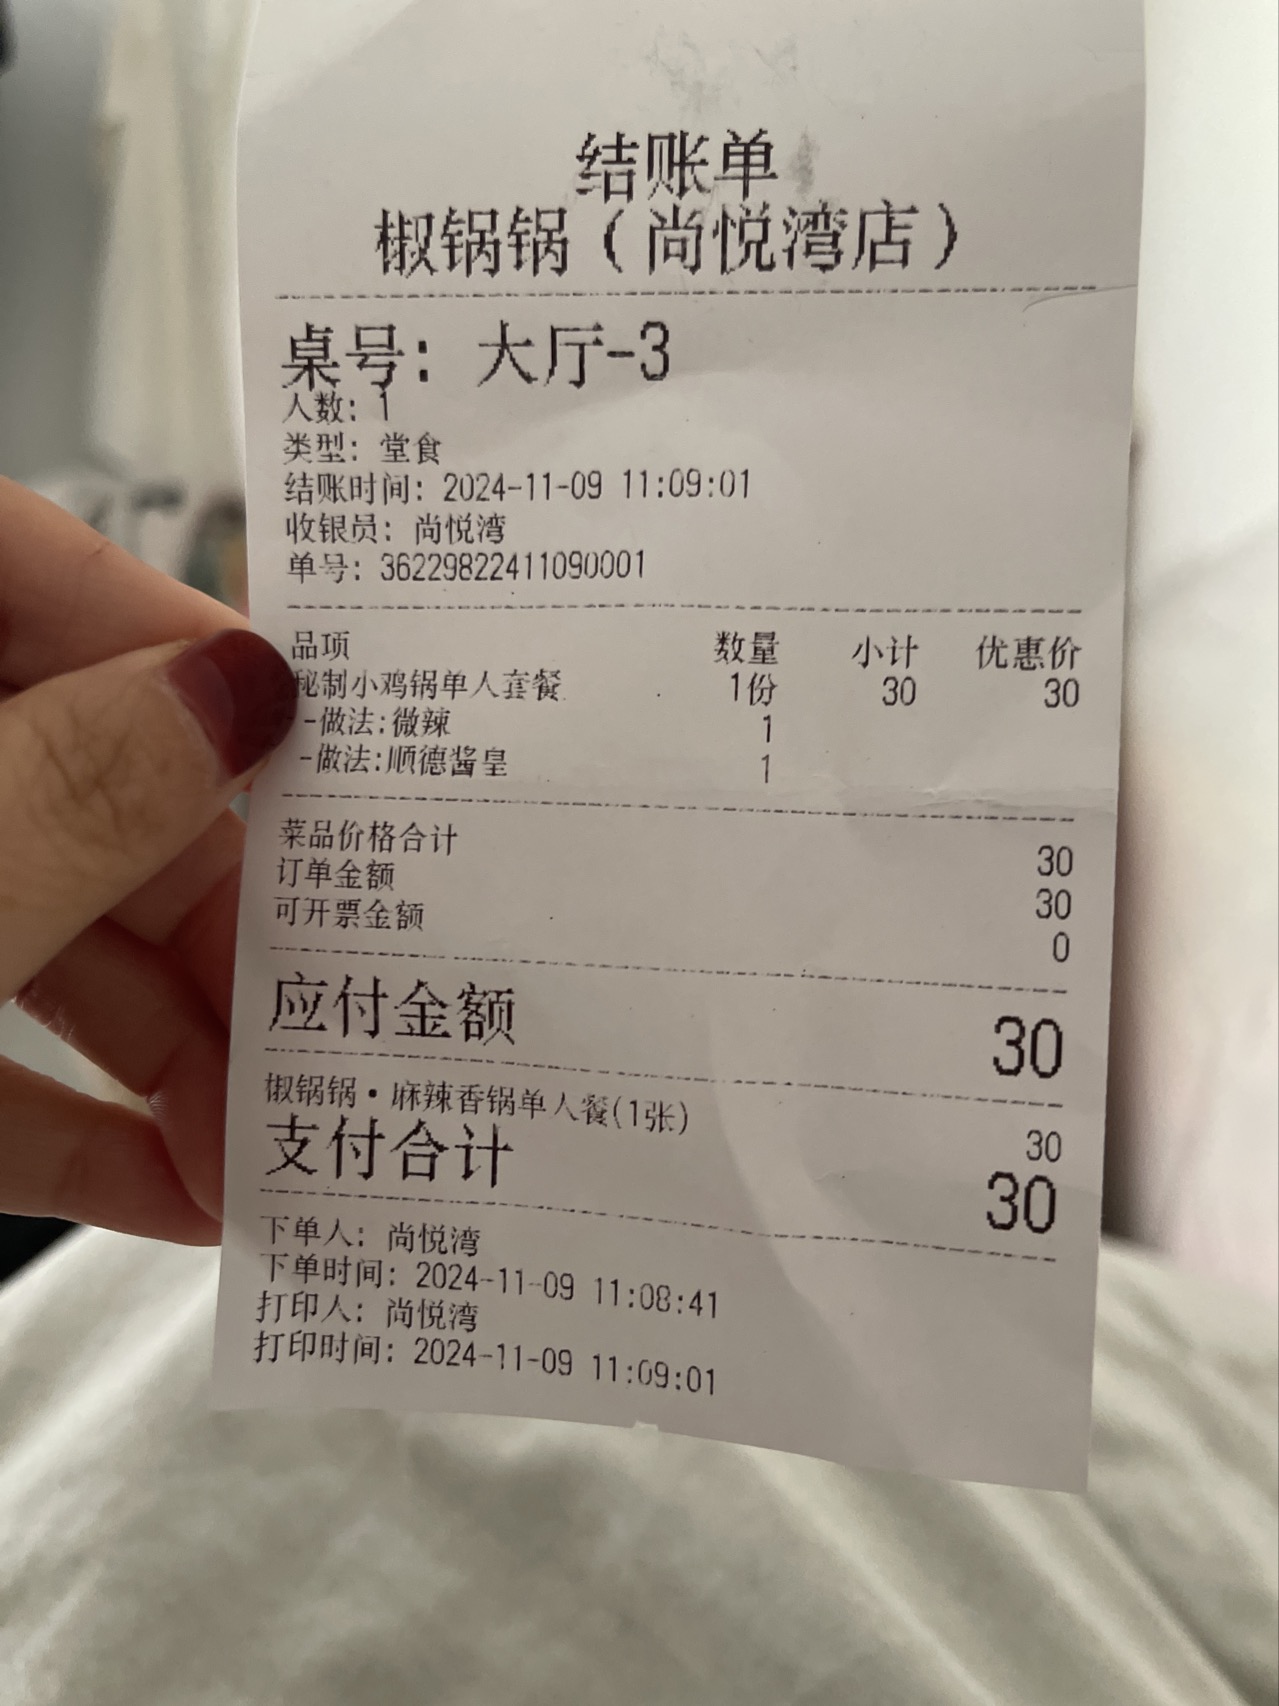 结账单
椒锅锅（尚悦湾店）
桌号： 大厅-3
人数： 1
类型： 堂食
结账时间： 2024-11-09 11:09:01
收银员： 尚悦湾
单号： 36229822411090001
品项 数量 小计 优惠价
秘制小鸡锅单人套餐 1份 30 30
-做法:微辣 1
-做法:顺德酱皇 1
菜品价格合计 30
订单金额 30
可开票金额 0
应付金额 30
椒锅锅•麻辣香锅单人餐(1张) 30
支付合计 30
下单人： 尚悦湾
下单时间： 2024-11-09 11:08:41
打印人： 尚悦湾
打印时间： 2024-11-09 11:09:01